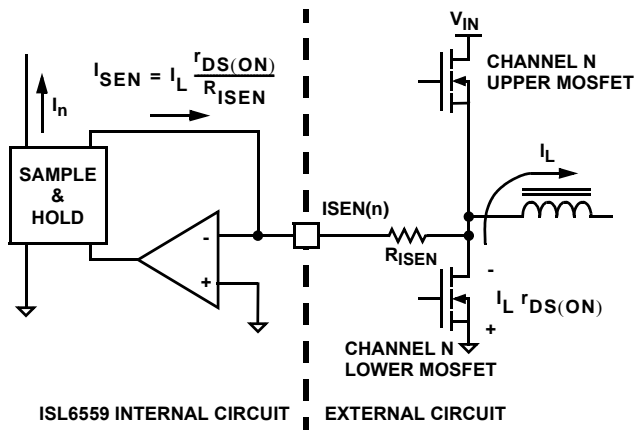 V_IN
CHANNEL N
UPPER MOSFET
I_SEN = I_L r_DS(ON) / R_ISEN
I_n
I_L
SAMPLE
&
HOLD
ISEN(n)
R_ISEN
-
+
-
I_L r_DS(ON)
+
CHANNEL N
LOWER MOSFET
ISL6559 INTERNAL CIRCUIT
EXTERNAL CIRCUIT